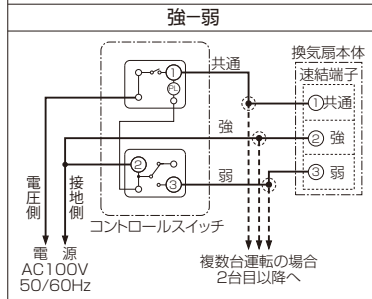 強ー弱
換気扇本体
速結端子
共通
①
PL
①共通
強
②強
②
弱
③
③弱
電圧側
接地側
コントロールスイッチ
電源
AC100V
50/60Hz
複数台運転の場合
2台目以降へ